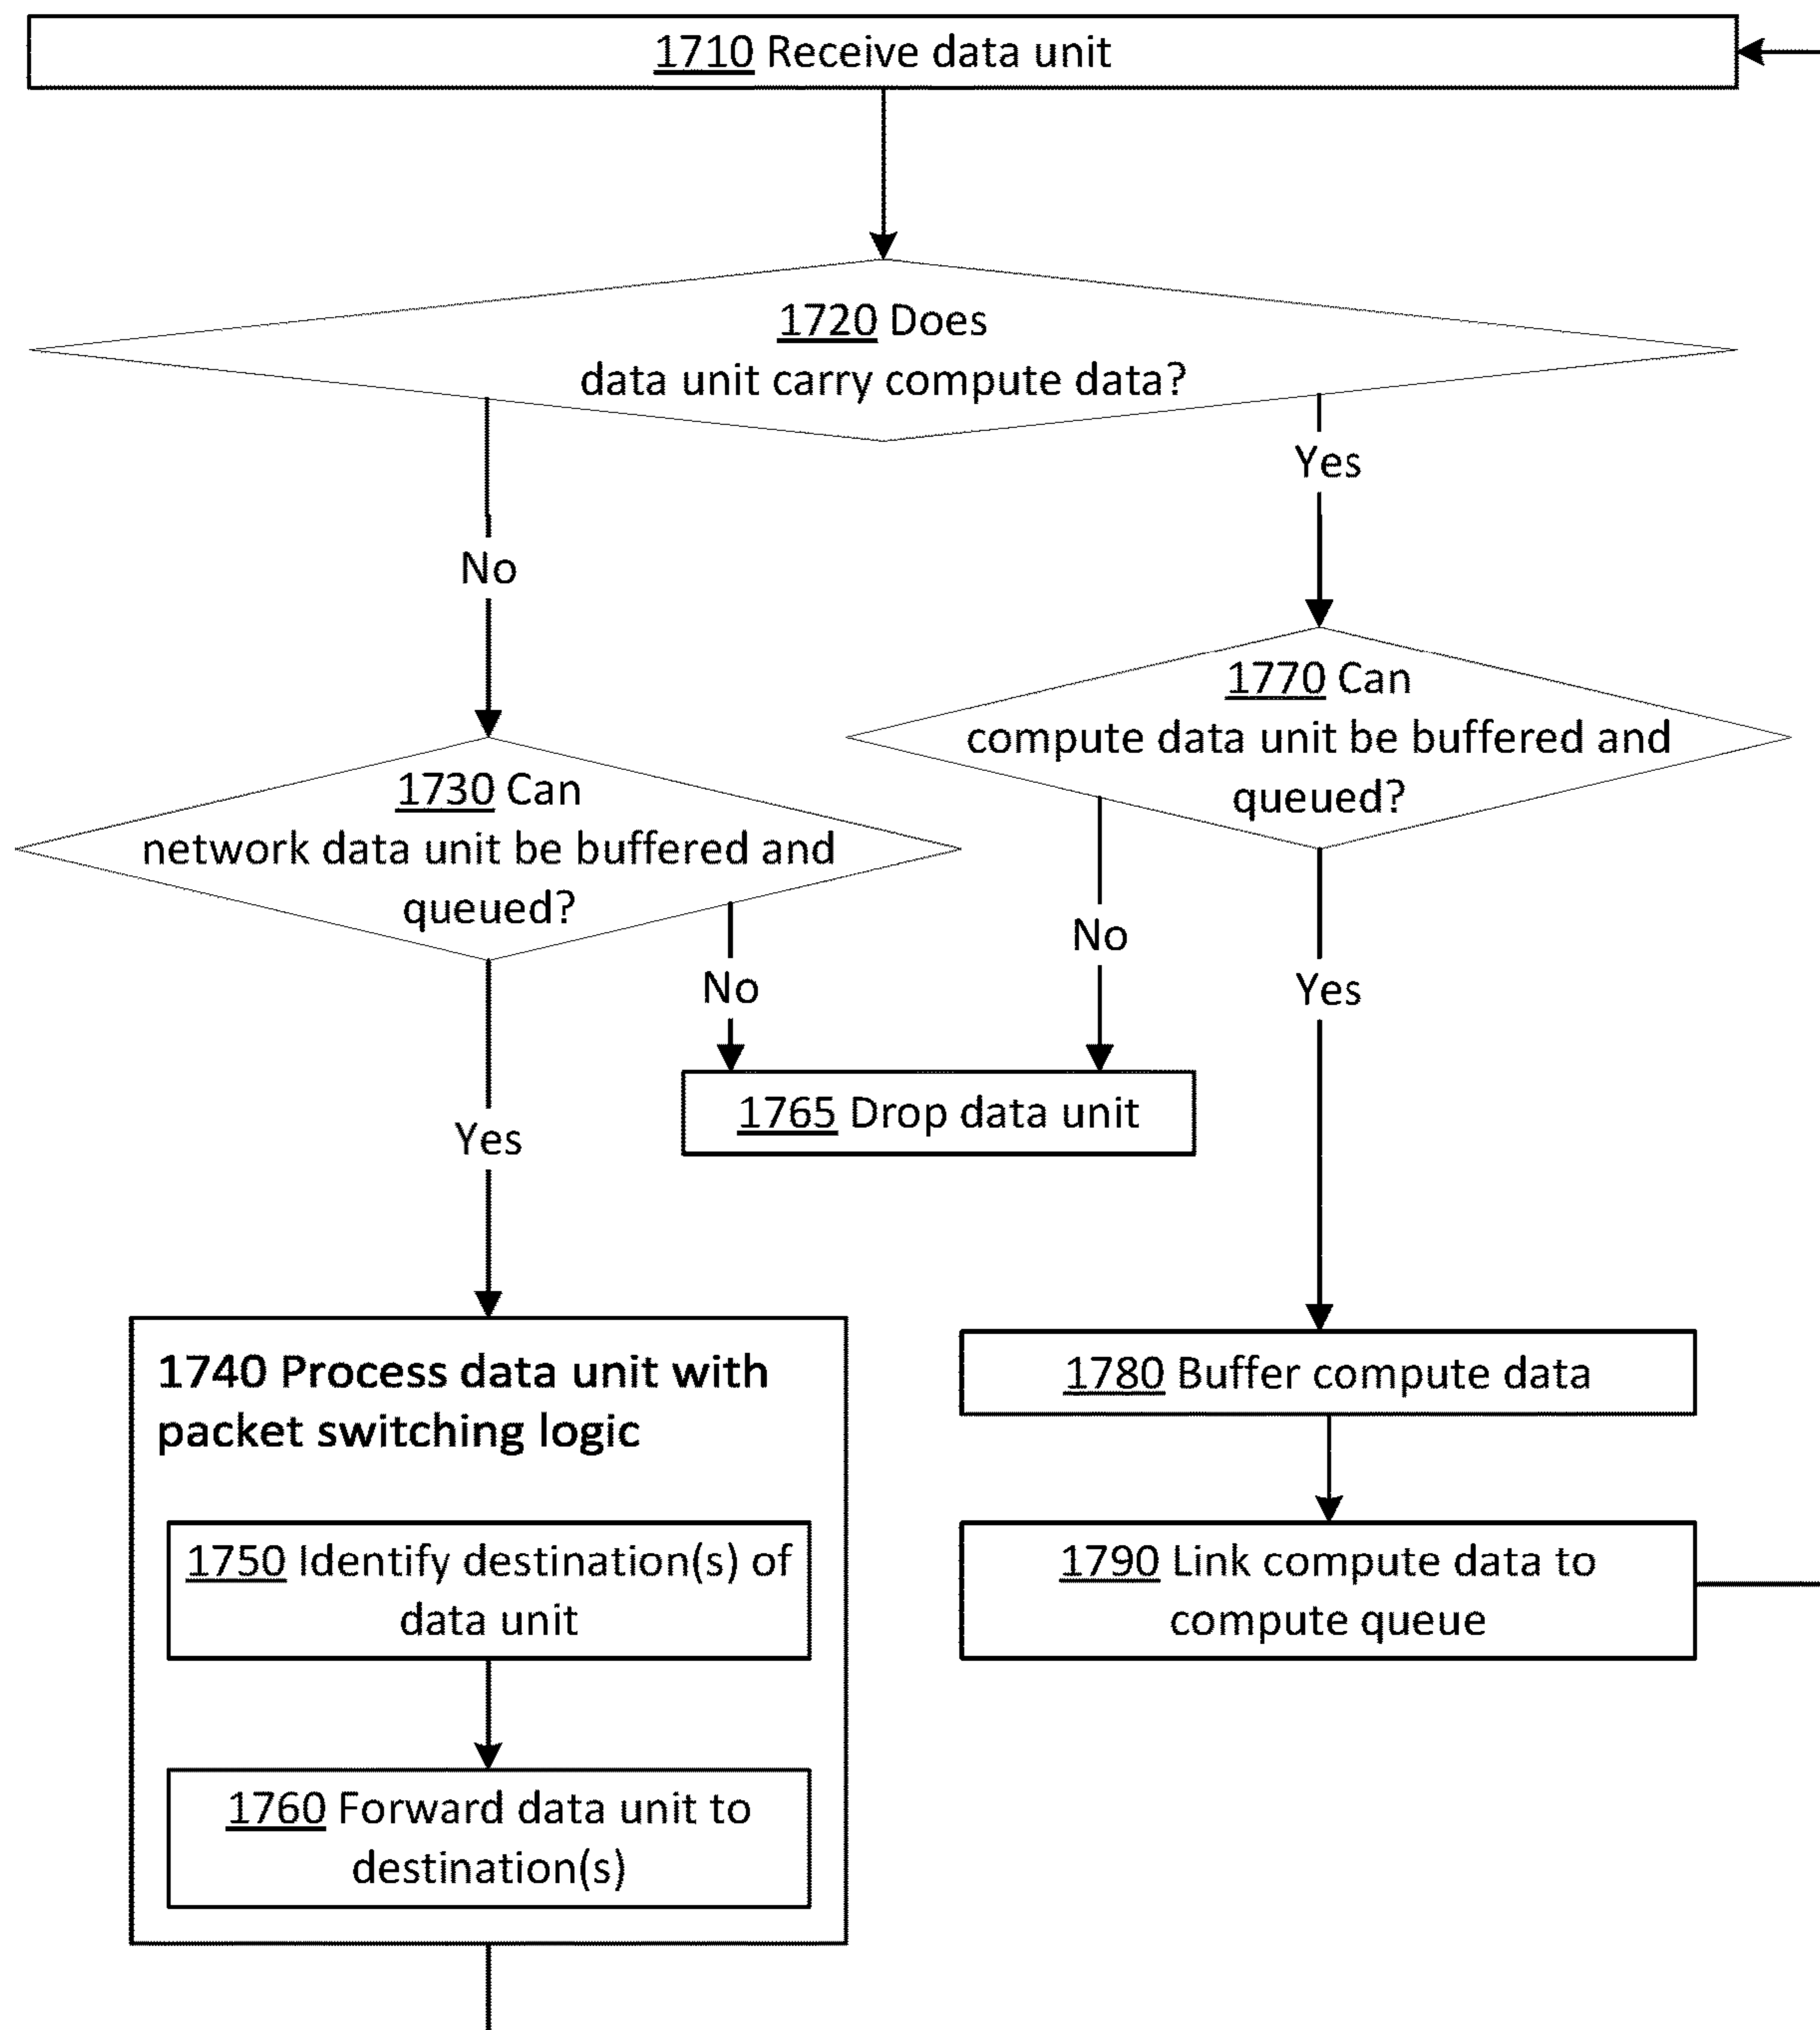 1710 Receive data unit
1720 Does
data unit carry compute data?
Yes
No
1770 Can
compute data unit be buffered and
queued?
1730 Can
network data unit be buffered and
queued?
No
No
Yes
1765 Drop data unit
Yes
1740 Process data unit with
packet switching logic
1750 Identify destination(s) of
data unit
1760 Forward data unit to
destination(s)
1780 Buffer compute data
1790 Link compute data to
compute queue